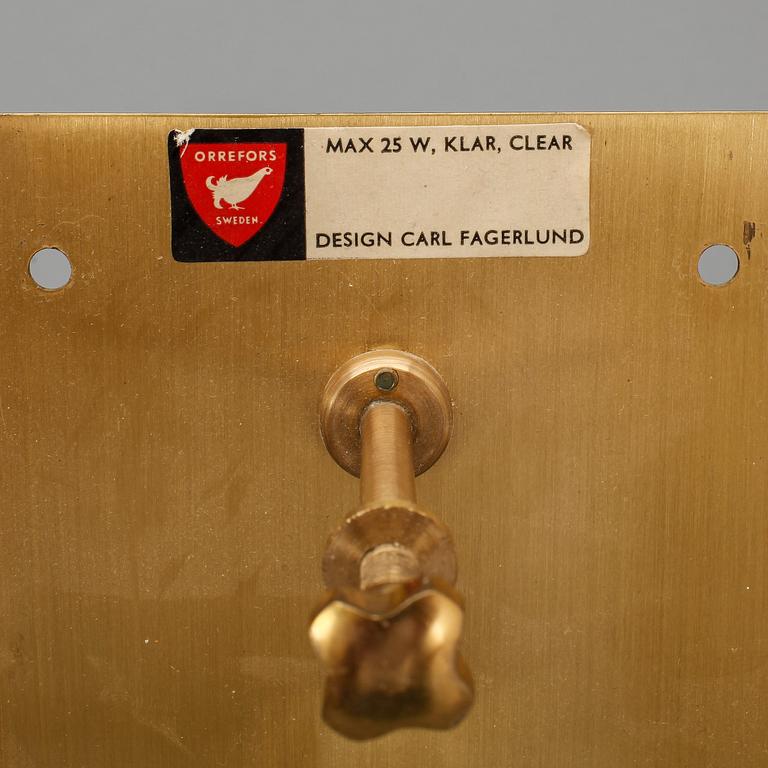 ORREFORS
SWEDEN.
MAX 25 W, KLAR, CLEAR
DESIGN CARL FAGERLUND